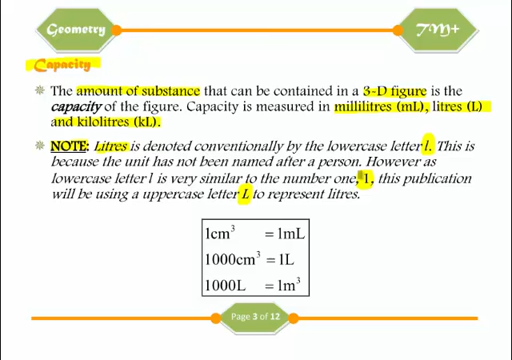 Geometry
TM+
Capacity
The amount of substance that can be contained in a 3-D figure is the
capacity of the figure. Capacity is measured in millilitres (mL), litres (L)
and kilolitres (kL).
NOTE: Litres is denoted conventionally by the lowercase letter l. This is
because the unit has not been named after a person. However as
lowercase letter l is very similar to the number one, 1, this publication
will be using a uppercase letter L to represent litres.
1cm³ = 1mL
1000cm³ = 1L
1000L = 1m³
Page 3 of 12